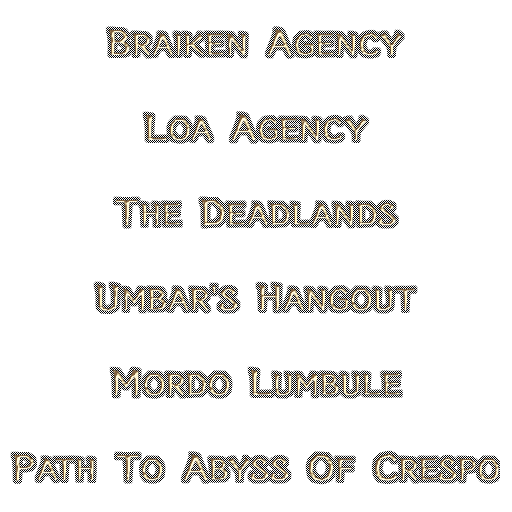 Braiken Agency
Loa Agency
The Deadlands
Umbar's Hangout
Mordo Lumbule
Path To Abyss Of Crespo